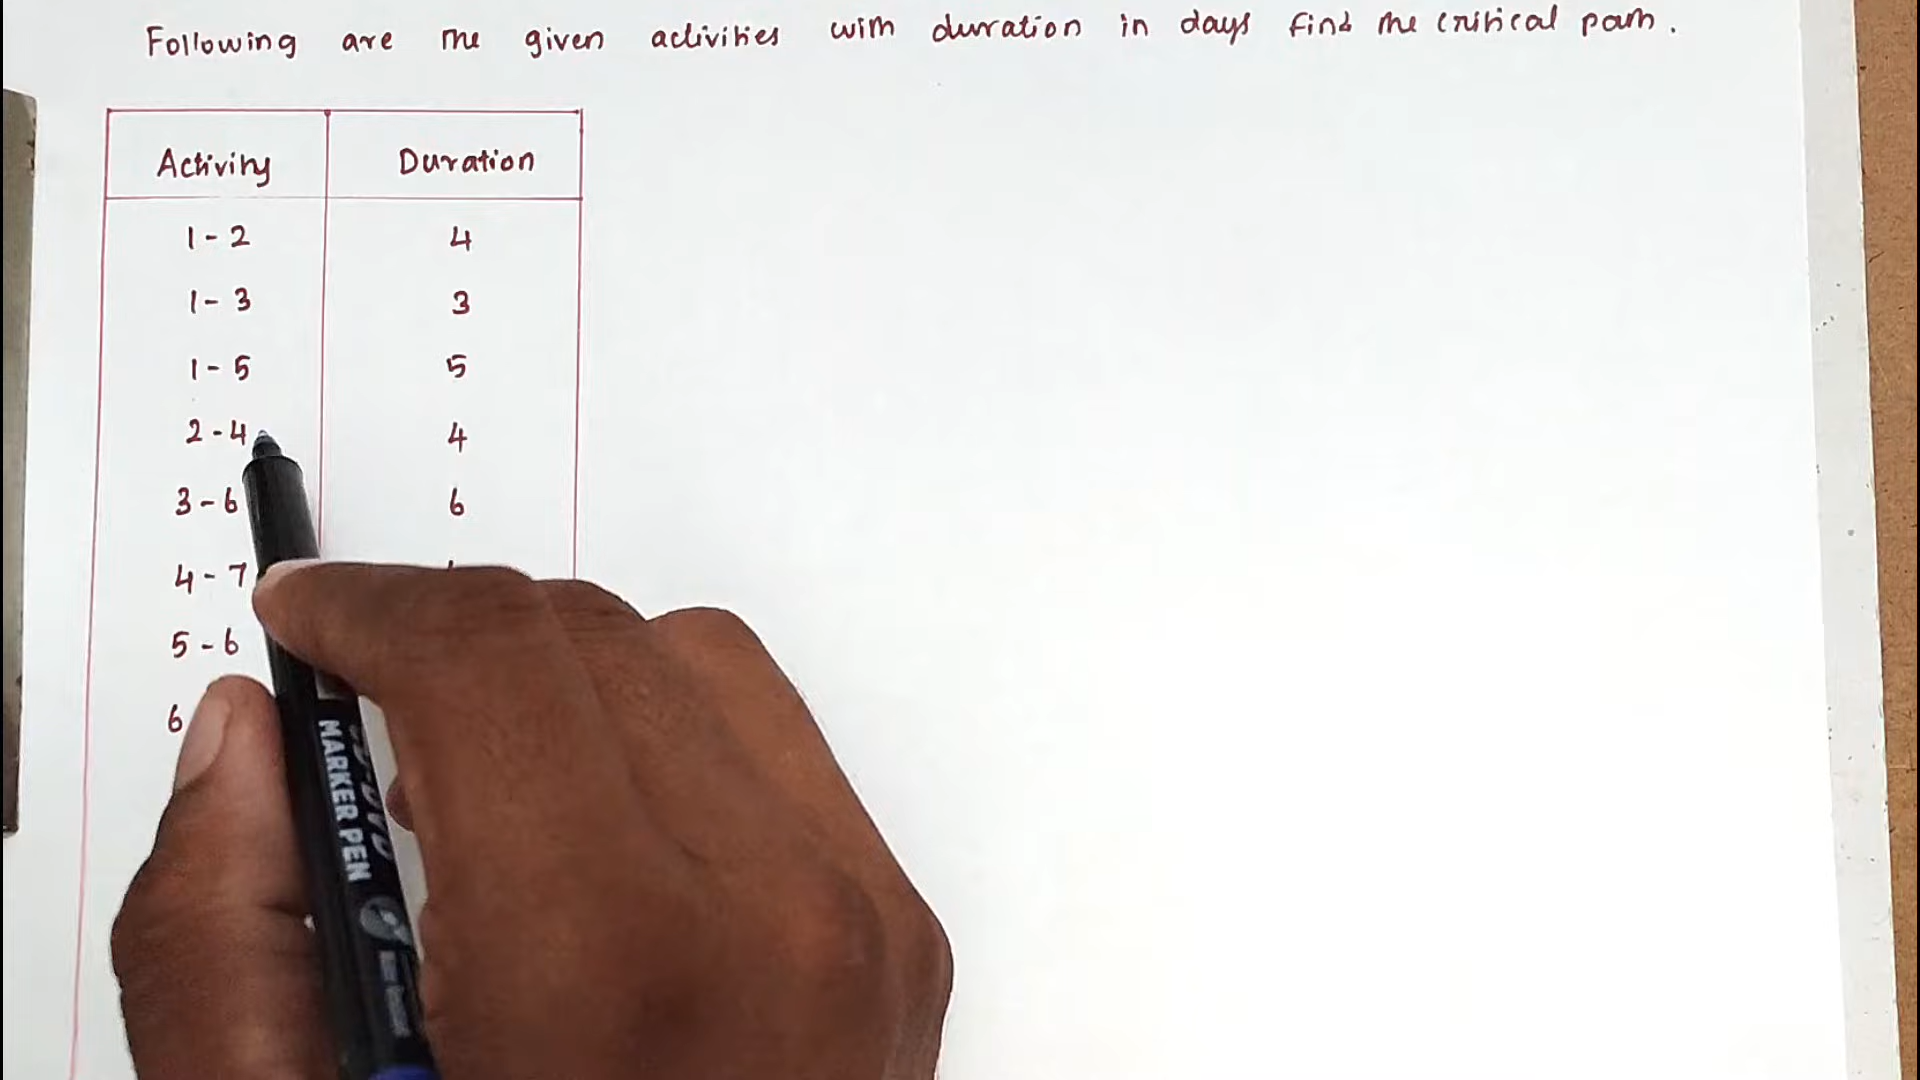 Following are the given activities with duration in days find the critical path.
Activity Duration
1-2 4
1-3 3
1-5 5
2-4 4
3-6 6
4-7
5-6
6
MARKER PEN